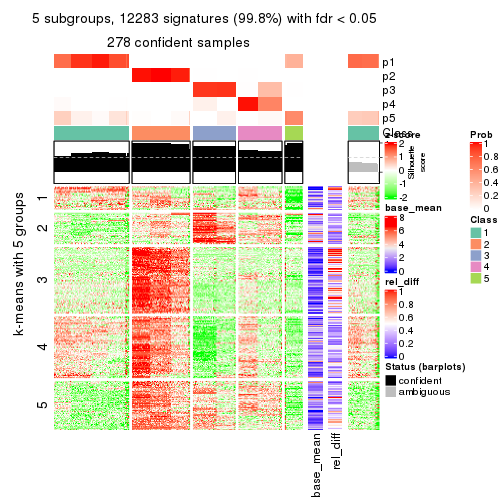 5 subgroups, 12283 signatures (99.8%) with fdr < 0.05
278 confident samples
p1
p2
p3
p4
p5
Class
z-score
2
1
0
-1
-2
Silhouette
score
k-means with 5 groups
1
2
3
4
5
base_mean
8
6
4
2
0
rel_diff
1
0.8
0.6
0.4
0.2
0
Status (barplots)
confident
ambiguous
Prob
1
0.8
0.6
0.4
0.2
0
Class
1
2
3
4
5
base_mean
rel_diff